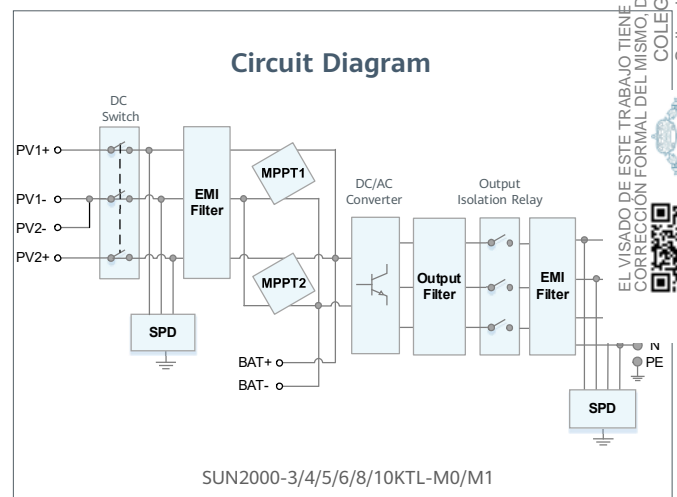 Circuit Diagram
DC
Switch
PV1+
PV1-
PV2-
PV2+
EMI
Filter
MPPT1
MPPT2
SPD
BAT+
BAT-
DC/AC
Converter
Output
Filter
Output
Isolation Relay
EMI
Filter
N
PE
SPD
SUN2000-3/4/5/6/8/10KTL-M0/M1
EL VISADO DE ESTE TRABAJO TIENE
CORRECCIÓN FORMAL DEL MISMO, D
COLEG